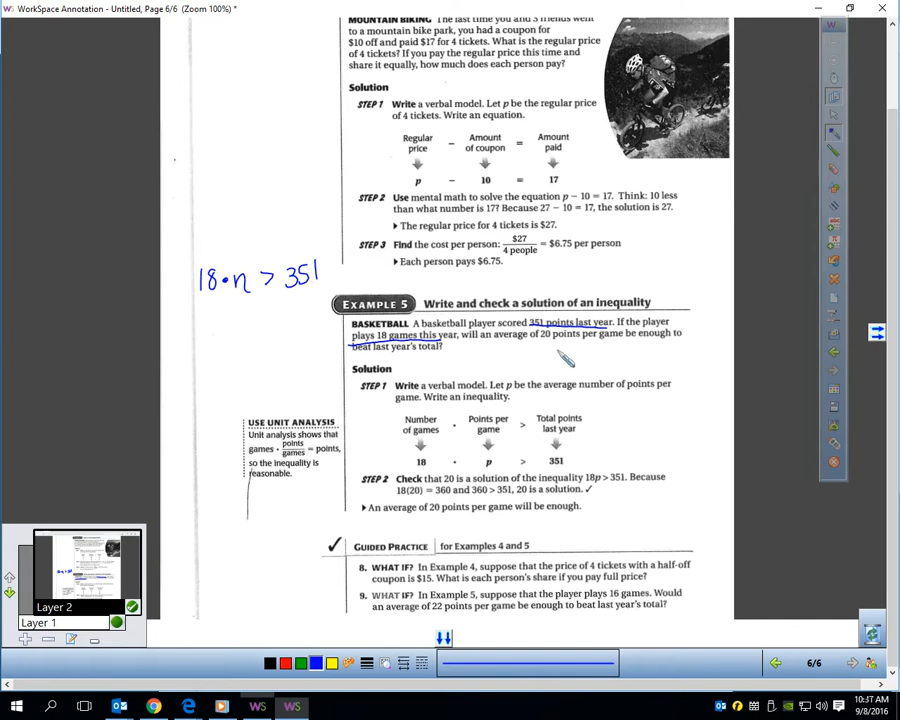 WorkSpace Annotation - Untitled, Page 6/6 (Zoom 100%) *
MOUNTAIN BIKING The last time you and 3 friends went
to a mountain bike park, you had a coupon for
$10 off and paid $17 for 4 tickets. What is the regular price
of 4 tickets? If you pay the regular price this time and
share it equally, how much does each person pay?
Solution
STEP 1 Write a verbal model. Let p be the regular price
of 4 tickets. Write an equation.
Regular price - Amount of coupon = Amount paid
p - 10 = 17
STEP 2 Use mental math to solve the equation p - 10 = 17. Think: 10 less
than what number is 17? Because 27 - 10 = 17, the solution is 27.
▸ The regular price for 4 tickets is $27.
STEP 3 Find the cost per person: $27 / 4 people = $6.75 per person
▸ Each person pays $6.75.
18 • n > 351
EXAMPLE 5 Write and check a solution of an inequality
BASKETBALL A basketball player scored 351 points last year. If the player
plays 18 games this year, will an average of 20 points per game be enough to
beat last year's total?
Solution
STEP 1 Write a verbal model. Let p be the average number of points per
game. Write an inequality.
Number of games • Points per game > Total points last year
18 • p > 351
USE UNIT ANALYSIS
Unit analysis shows that
games • points / games = points,
so the inequality is
reasonable.
STEP 2 Check that 20 is a solution of the inequality 18p > 351. Because
18(20) = 360 and 360 > 351, 20 is a solution. ✓
▸ An average of 20 points per game will be enough.
✓ GUIDED PRACTICE for Examples 4 and 5
8. WHAT IF? In Example 4, suppose that the price of 4 tickets with a half-off
coupon is $15. What is each person's share if you pay full price?
9. WHAT IF? In Example 5, suppose that the player plays 16 games. Would
an average of 22 points per game be enough to beat last year's total?
Layer 2
Layer 1
6/6
10:37 AM
9/8/2016